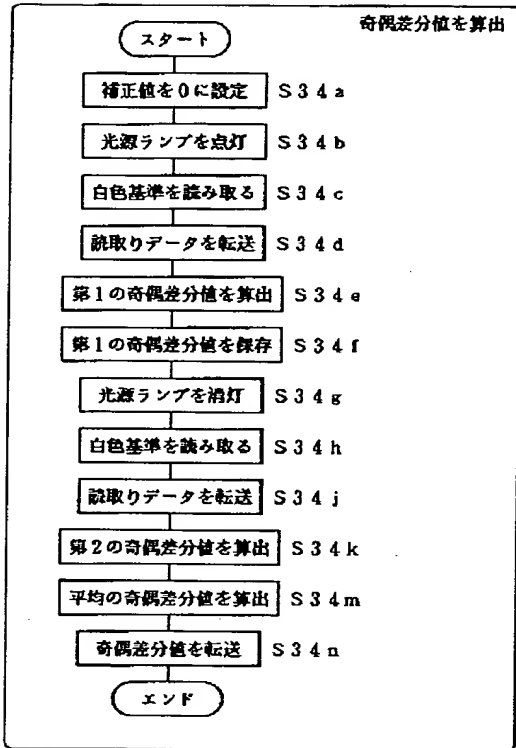 奇偶差分値を算出
スタート
補正値を0に設定 S34a
光源ランプを点灯 S34b
白色基準を読み取る S34c
読取りデータを転送 S34d
第1の奇偶差分値を算出 S34e
第1の奇偶差分値を保存 S34f
光源ランプを消灯 S34g
白色基準を読み取る S34h
読取りデータを転送 S34j
第2の奇偶差分値を算出 S34k
平均の奇偶差分値を算出 S34m
奇偶差分値を転送 S34n
エンド